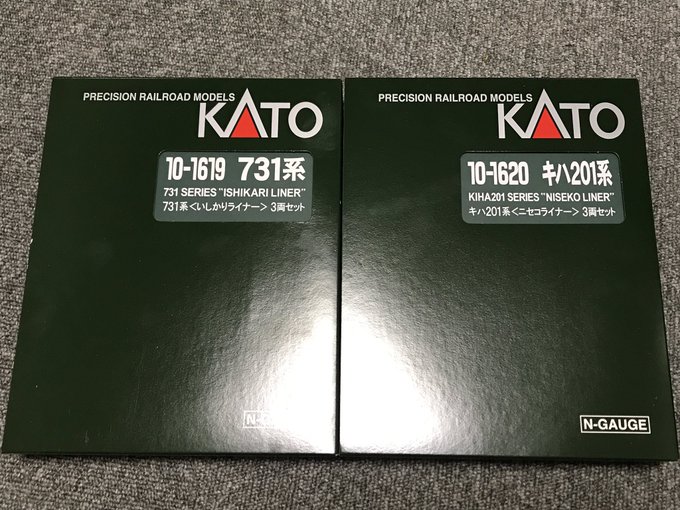 PRECISION RAILROAD MODELS
KATO
10-1619 731系
731 SERIES "ISHIKARI LINER"
731系<いしかりライナー> 3両セット
N-GAUGE
PRECISION RAILROAD MODELS
KATO
10-1620 キハ201系
KIHA201 SERIES "NISEKO LINER"
キハ201系<ニセコライナー> 3両セット
N-GAUGE